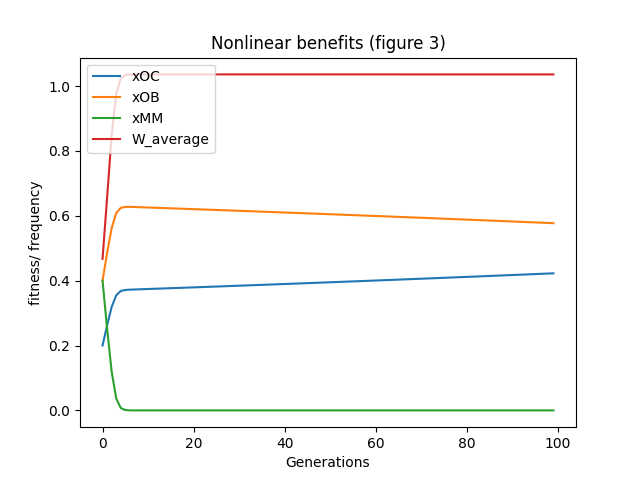 Nonlinear benefits (figure 3)
xOC
xOB
xMM
W_average
1.0
0.8
0.6
0.4
0.2
0.0
fitness/ frequency
0 20 40 60 80 100
Generations